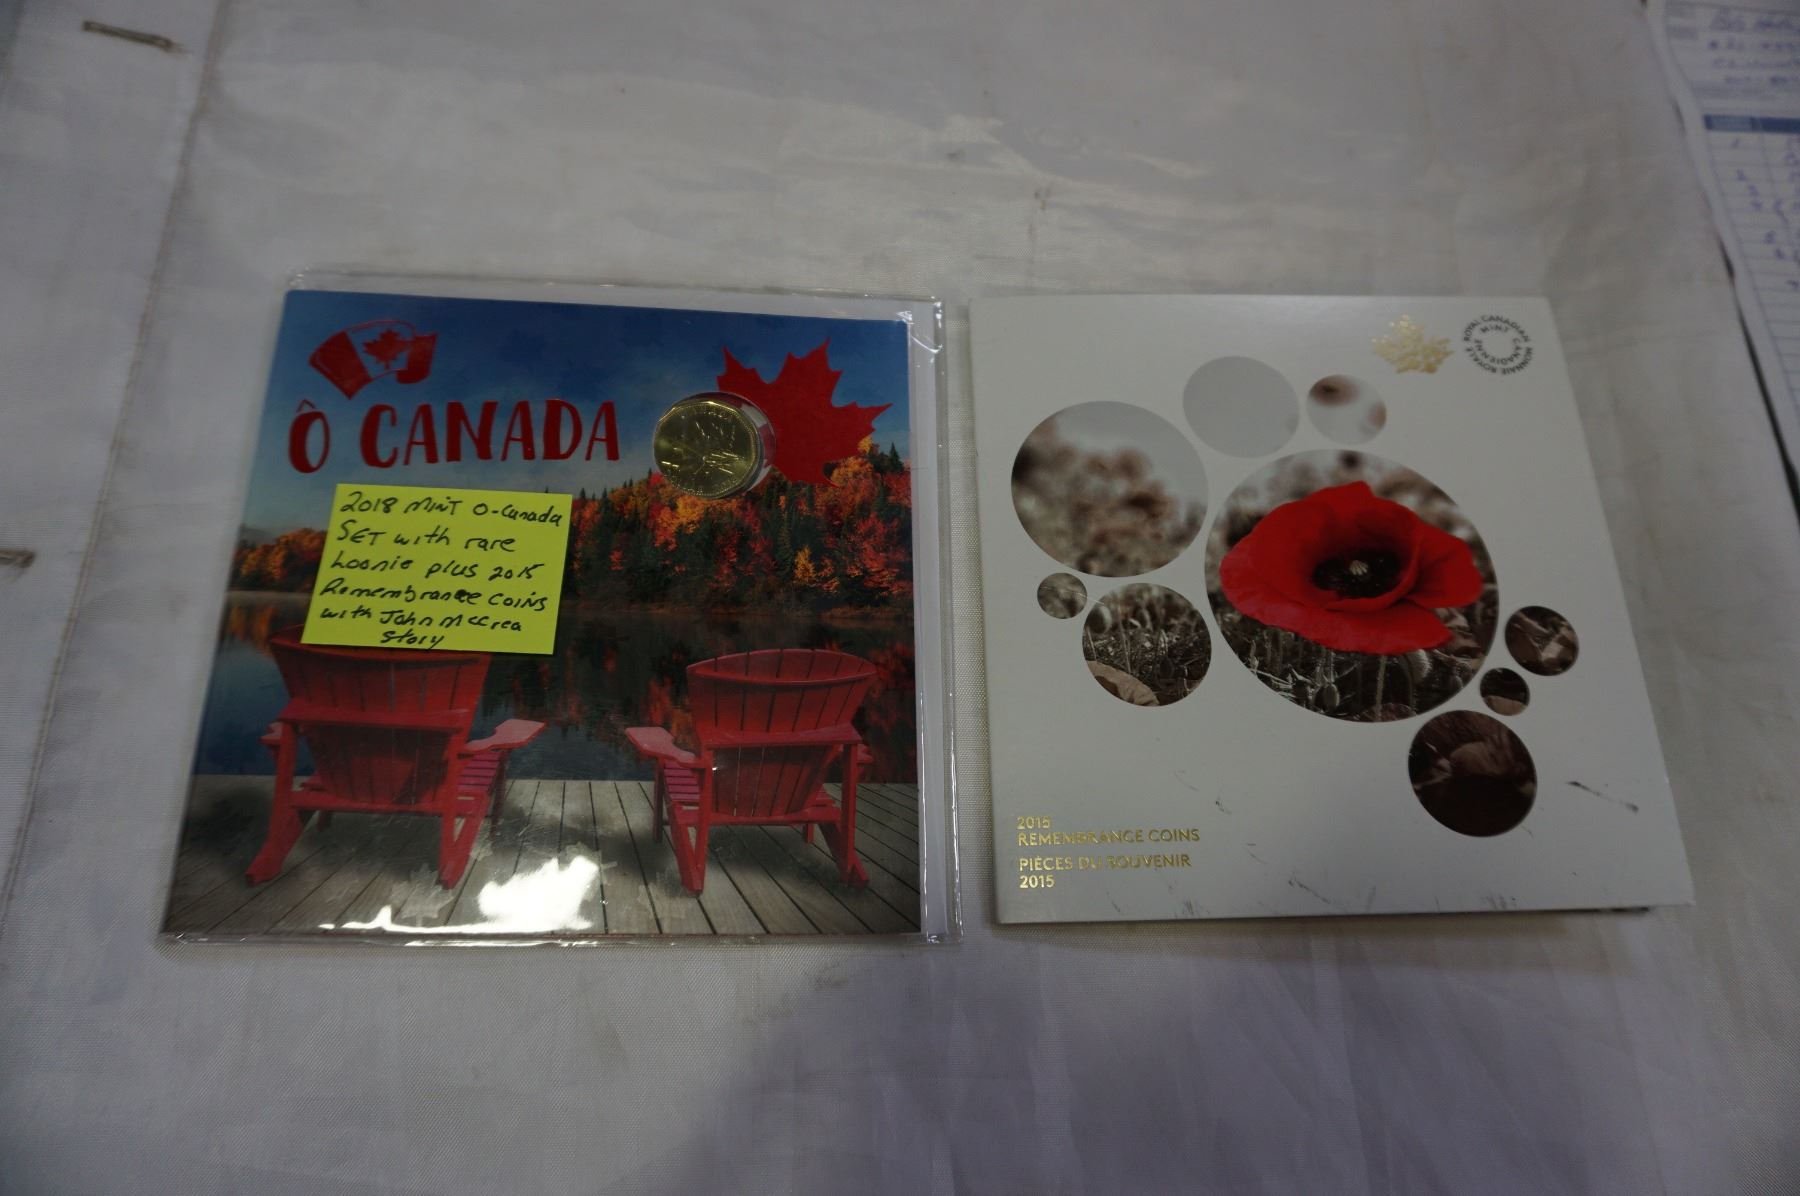 Ô CANADA
CANADA
2018 MINT O-Canada
SET with rare
Loonie plus 2015
Remembrance COINS
with John McCrea
Story
ROYAL CANADIAN MINT
MONNAIE ROYALE CANADIENNE
2015
REMEMBRANCE COINS
PIÈCES DU SOUVENIR
2015